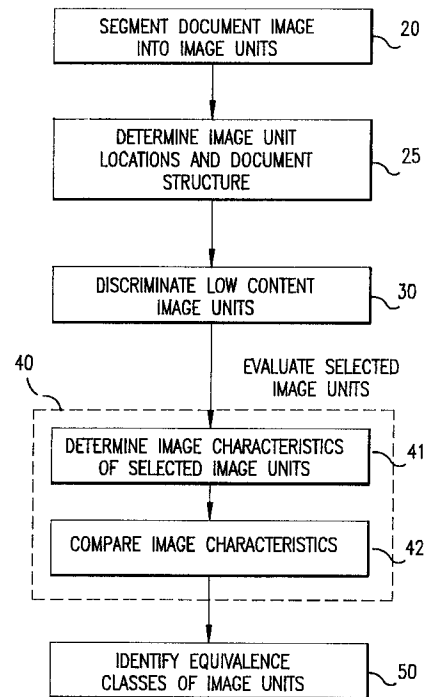 SEGMENT DOCUMENT IMAGE
INTO IMAGE UNITS
20
DETERMINE IMAGE UNIT
LOCATIONS AND DOCUMENT
STRUCTURE
25
DISCRIMINATE LOW CONTENT
IMAGE UNITS
30
40
EVALUATE SELECTED
IMAGE UNITS
DETERMINE IMAGE CHARACTERISTICS
OF SELECTED IMAGE UNITS
41
COMPARE IMAGE CHARACTERISTICS
42
IDENTIFY EQUIVALENCE
CLASSES OF IMAGE UNITS
50